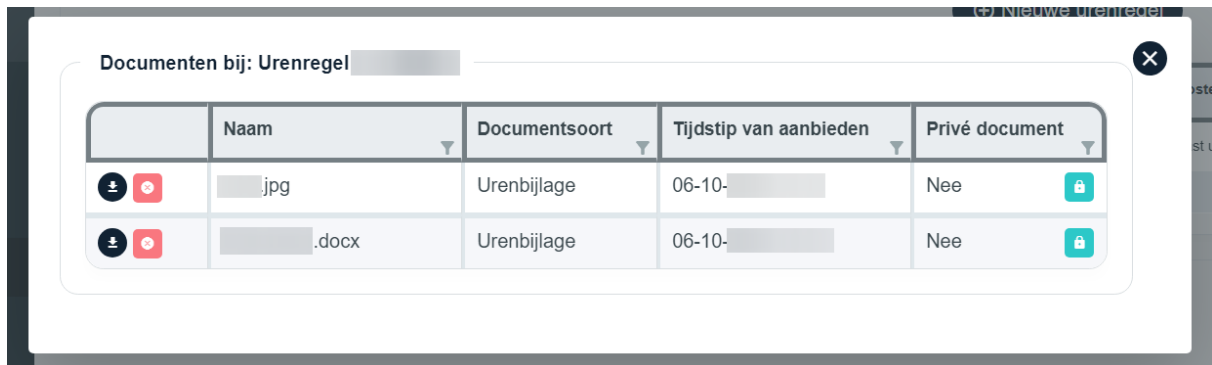 Nieuwe urenregel
Documenten bij: Urenregel
Naam Documentsoort Tijdstip van aanbieden Privé document
.jpg Urenbijlage 06-10- Nee
.docx Urenbijlage 06-10- Nee